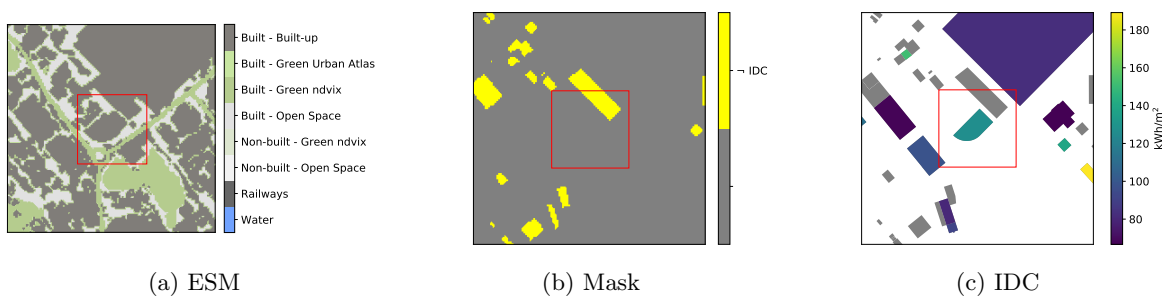 Built - Built-up
Built - Green Urban Atlas
Built - Green ndvix
Built - Open Space
Non-built - Green ndvix
Non-built - Open Space
Railways
Water
(a) ESM
¬ IDC
(b) Mask
180
160
140
120
100
80
kWh/m²
(c) IDC